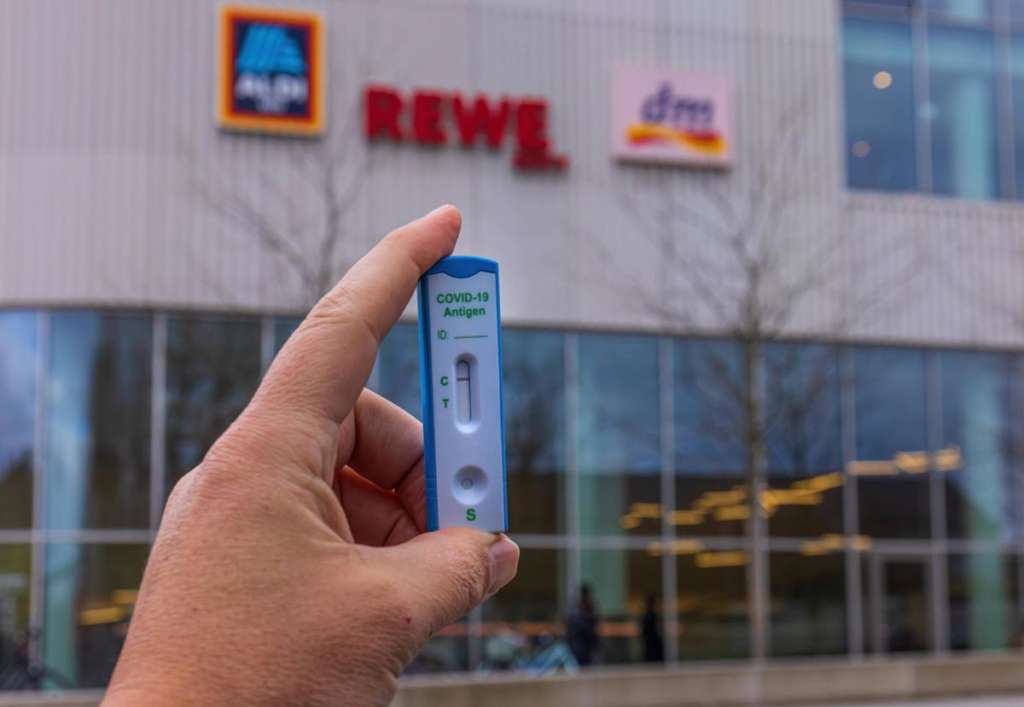 ALDI
REWE
dm
COVID-19
Antigen
ID:
C
T
S